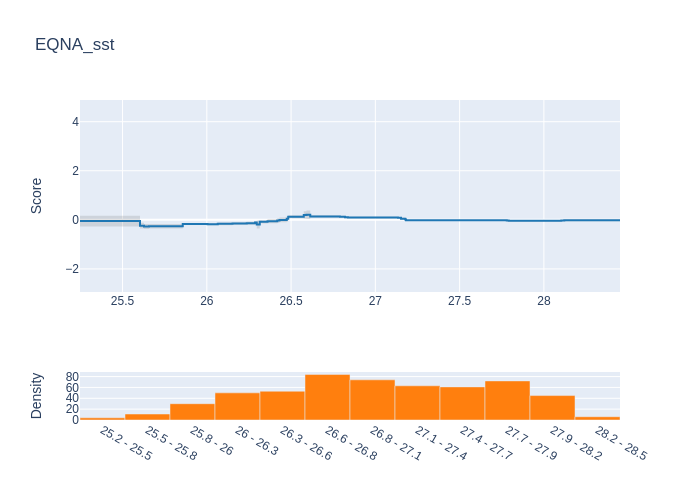 EQNA_sst
Score
4
2
0
−2
25.5 26 26.5 27 27.5 28
Density
80
60
40
20
0
25.2 - 25.5
25.5 - 25.8
25.8 - 26
26 - 26.3
26.3 - 26.6
26.6 - 26.8
26.8 - 27.1
27.1 - 27.4
27.4 - 27.7
27.7 - 27.9
27.9 - 28.2
28.2 - 28.5